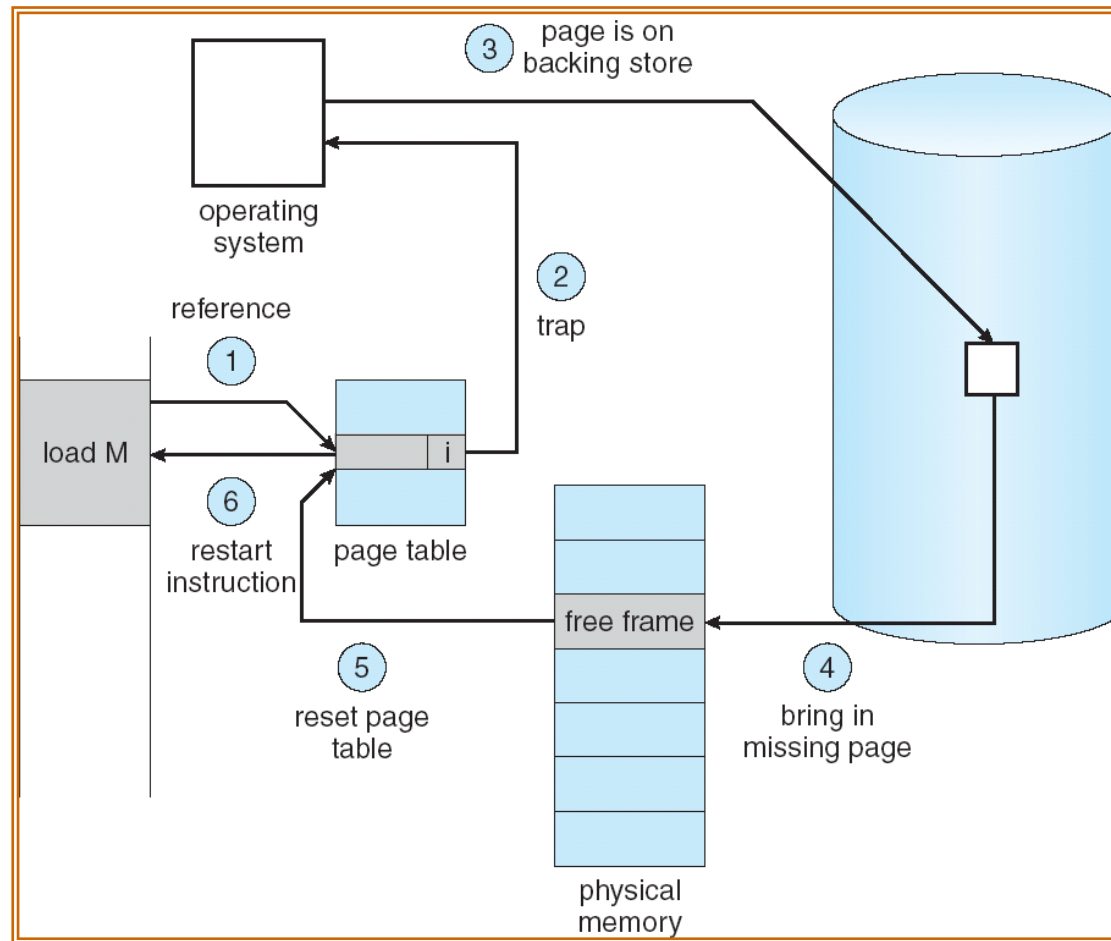 3
page is on
backing store
operating
system
2
trap
reference
1
load M
i
6
restart
instruction
page table
free frame
5
reset page
table
4
bring in
missing page
physical
memory